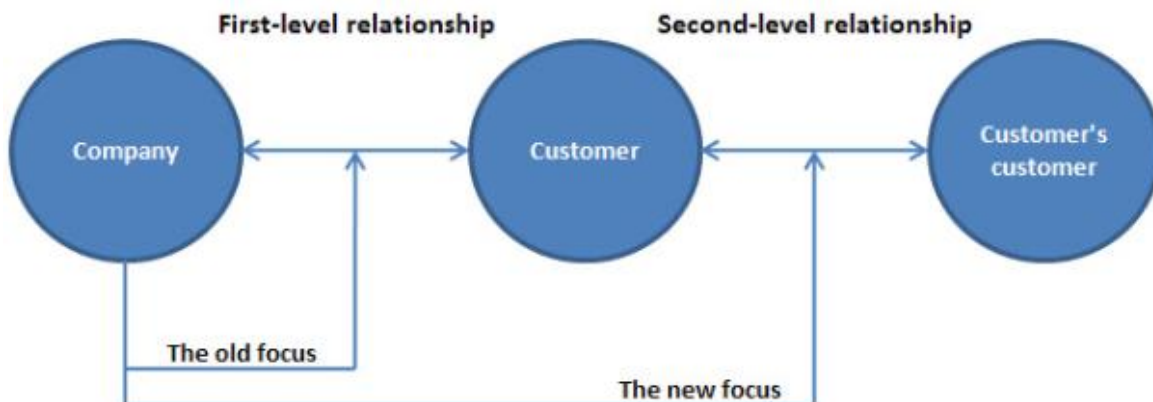 First-level relationship
Second-level relationship
Company
Customer
Customer's
customer
The old focus
The new focus